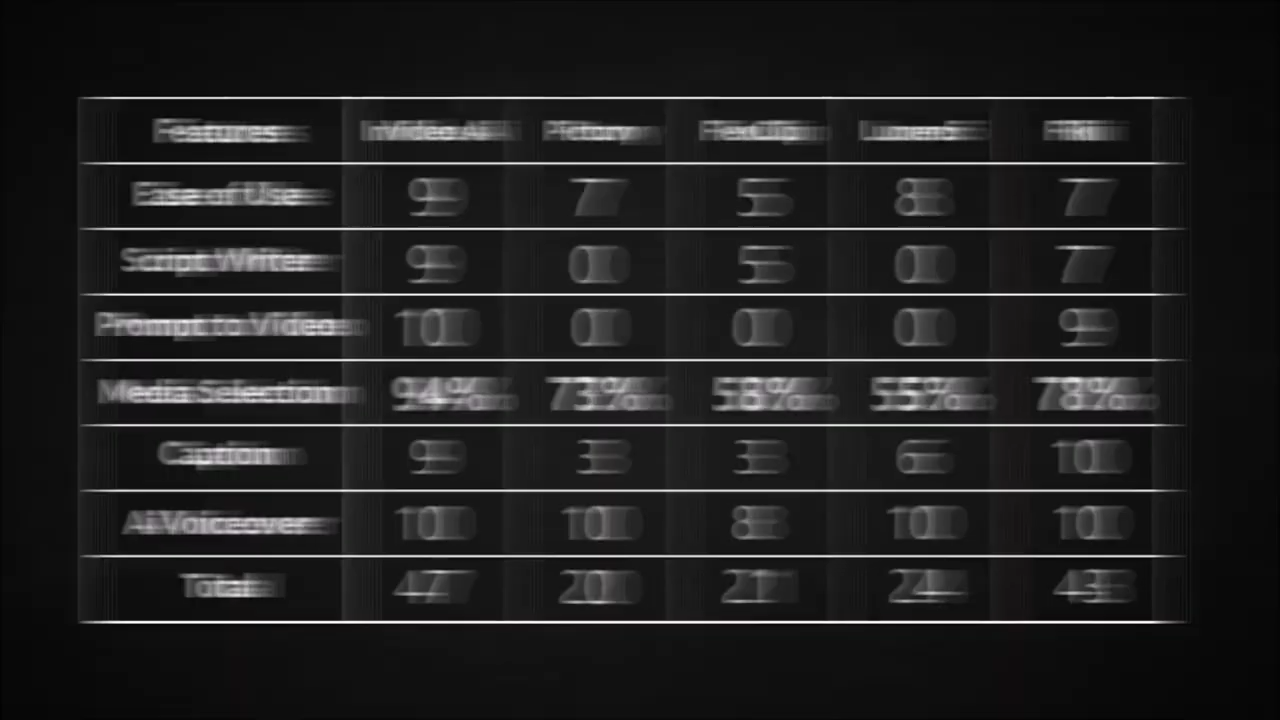 Features InVideo AI Pictory FlexClip Lumen5 Fliki
Ease of Use 9 7 5 8 7
Script Writer 9 0 5 0 7
Prompt to Video 10 0 0 0 9
Media Selection 94% 73% 58% 55% 78%
Caption 9 3 3 6 10
AI Voiceover 10 10 8 10 10
Total 47 20 21 24 43